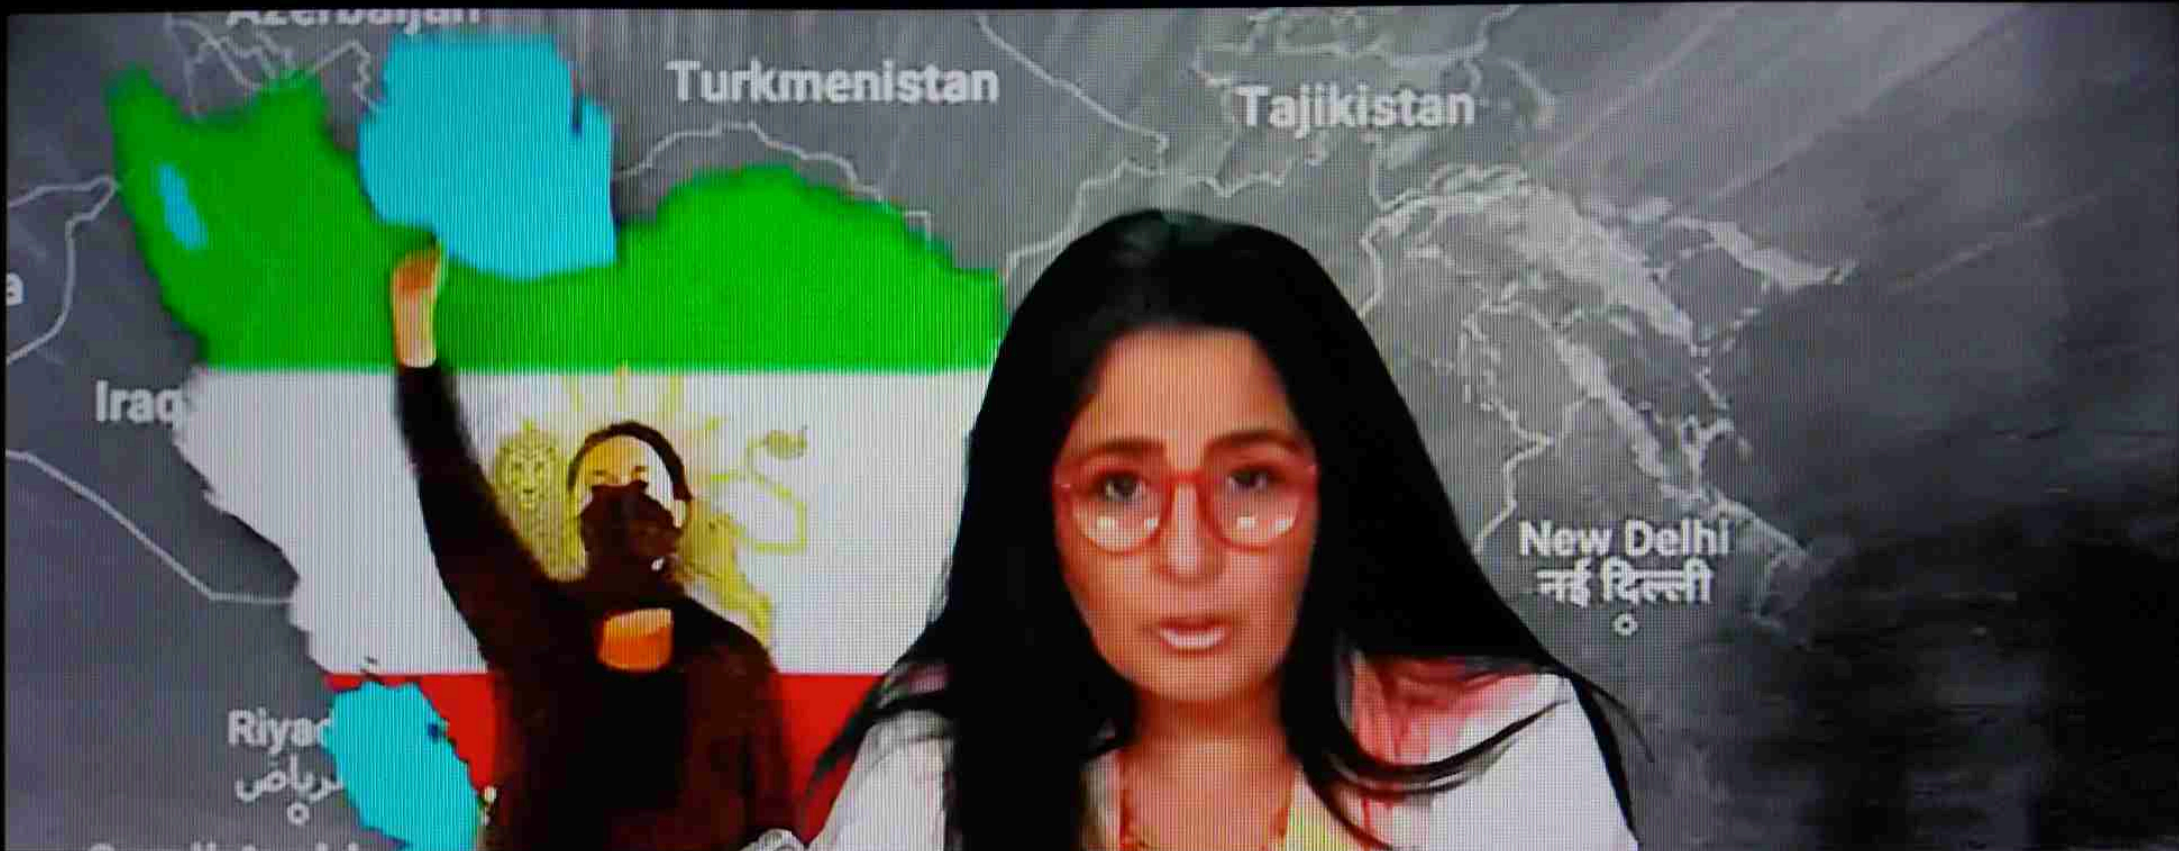 Azerbaijan
Turkmenistan
Tajikistan
Iraq
New Delhi
नई दिल्ली